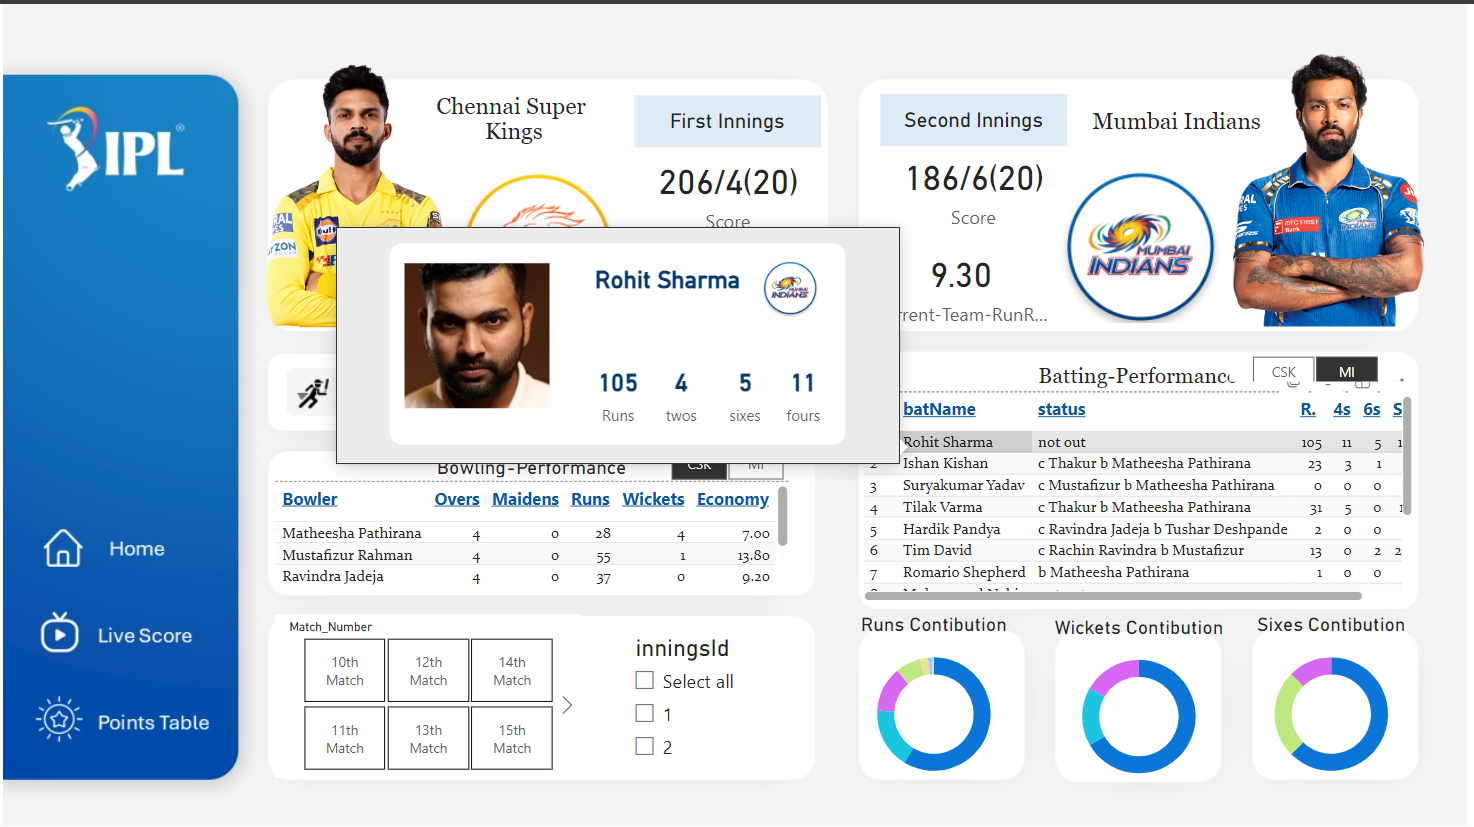 IPL
Home
Live Score
Points Table
Chennai Super
Kings
First Innings
206/4(20)
Score
Second Innings
Mumbai Indians
186/6(20)
Score
9.30
rrent-Team-RunR...
MUMBAI
INDIANS
Rohit Sharma
105 4 5 11
Runs twos sixes fours
Bowling-Performance CSK MI
Bowler Overs Maidens Runs Wickets Economy
Matheesha Pathirana 4 0 28 4 7.00
Mustafizur Rahman 4 0 55 1 13.80
Ravindra Jadeja 4 0 37 0 9.20
Batting-Performance CSK MI
batName status R. 4s 6s S
Rohit Sharma not out 105 11 5 1
2 Ishan Kishan c Thakur b Matheesha Pathirana 23 3 1
3 Suryakumar Yadav c Mustafizur b Matheesha Pathirana 0 0 0
4 Tilak Varma c Thakur b Matheesha Pathirana 31 5 0 1
5 Hardik Pandya c Ravindra Jadeja b Tushar Deshpande 2 0 0
6 Tim David c Rachin Ravindra b Mustafizur 13 0 2 2
7 Romario Shepherd b Matheesha Pathirana 1 0 0
Match_Number
10th
Match
12th
Match
14th
Match
11th
Match
13th
Match
15th
Match
inningsId
Select all
1
2
Runs Contibution
Wickets Contibution
Sixes Contibution